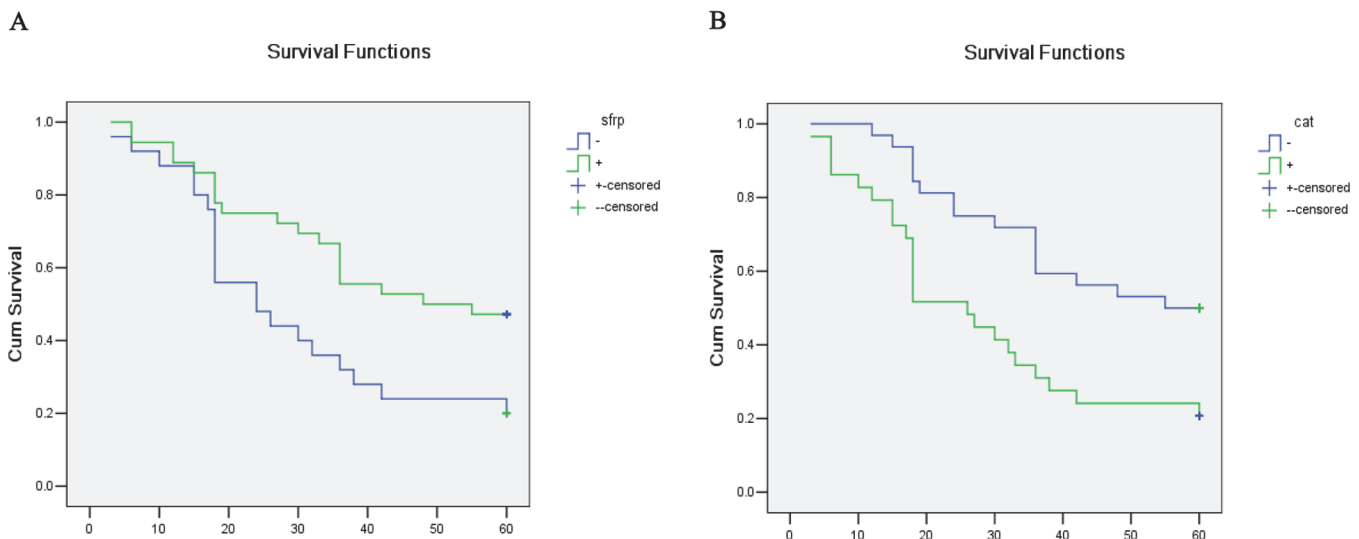 A
Survival Functions
Cum Survival
1.0
0.8
0.6
0.4
0.2
0.0
0 10 20 30 40 50 60
sfrp
-
+
+-censored
--censored
B
Survival Functions
Cum Survival
1.0
0.8
0.6
0.4
0.2
0.0
0 10 20 30 40 50 60
cat
-
+
+-censored
--censored